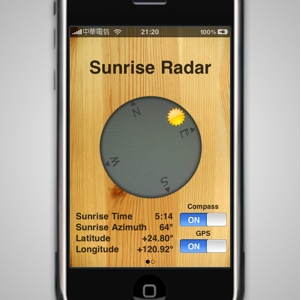 中華電信 21:20 100%
Sunrise Radar
N
E
W
S
Compass
ON
GPS
ON
Sunrise Time 5:14
Sunrise Azimuth 64°
Latitude +24.80°
Longitude +120.92°